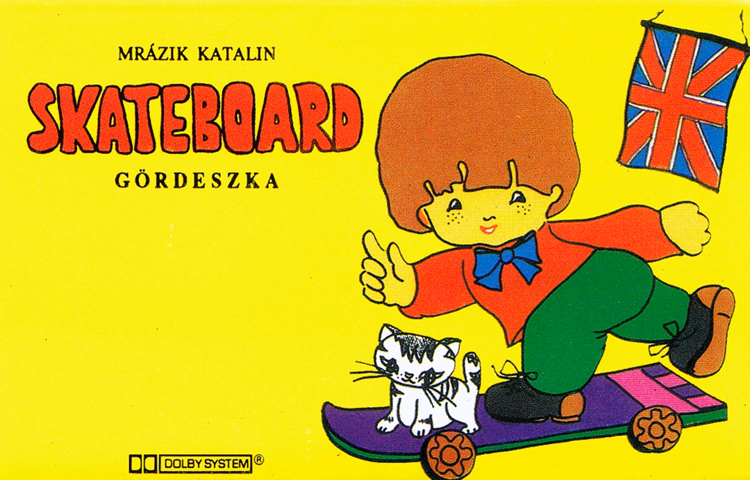 MRÁZIK KATALIN
SKATEBOARD
GÖRDESZKA
DOLBY SYSTEM®